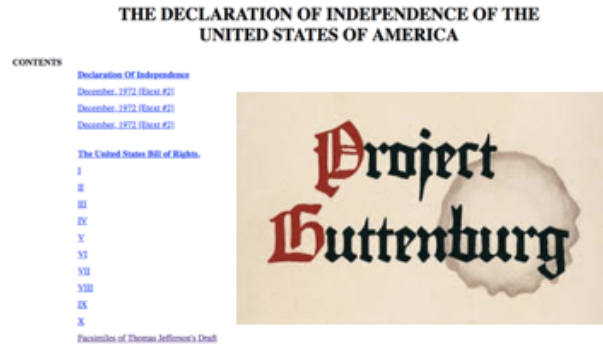 THE DECLARATION OF INDEPENDENCE OF THE
UNITED STATES OF AMERICA
CONTENTS
Declaration Of Independence
December, 1972 [Etext #2]
December, 1972 [Etext #2]
December, 1972 [Etext #2]
The United States Bill of Rights.
I
II
III
IV
V
VI
VII
VIII
IX
X
Facsimiles of Thomas Jefferson's Draft
Project
Guttenburg